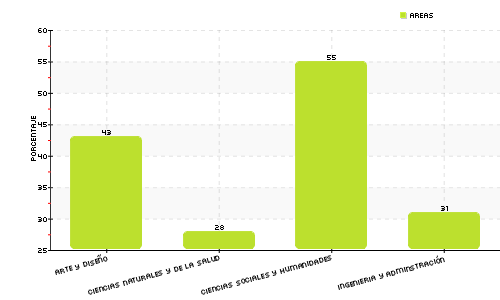 AREAS
60
55
50
45
40
35
30
25
PORCENTAJE
43
28
55
31
ARTE Y DISEÑO
CIENCIAS NATURALES Y DE LA SALUD
CIENCIAS SOCIALES Y HUMANIDADES
INGENIERIA Y ADMINSTRACIÓN